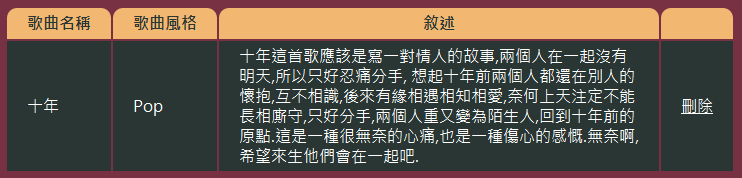 歌曲名稱 歌曲風格 敘述
十年 Pop 十年這首歌應該是寫一對情人的故事,兩個人在一起沒有
明天,所以只好忍痛分手, 想起十年前兩個人都還在別人的
懷抱,互不相識,後來有緣相遇相知相愛,奈何上天注定不能
長相廝守,只好分手,兩個人重又變為陌生人,回到十年前的
原點.這是一種很無奈的心痛,也是一種傷心的感慨.無奈啊,
希望來生他們會在一起吧.
刪除